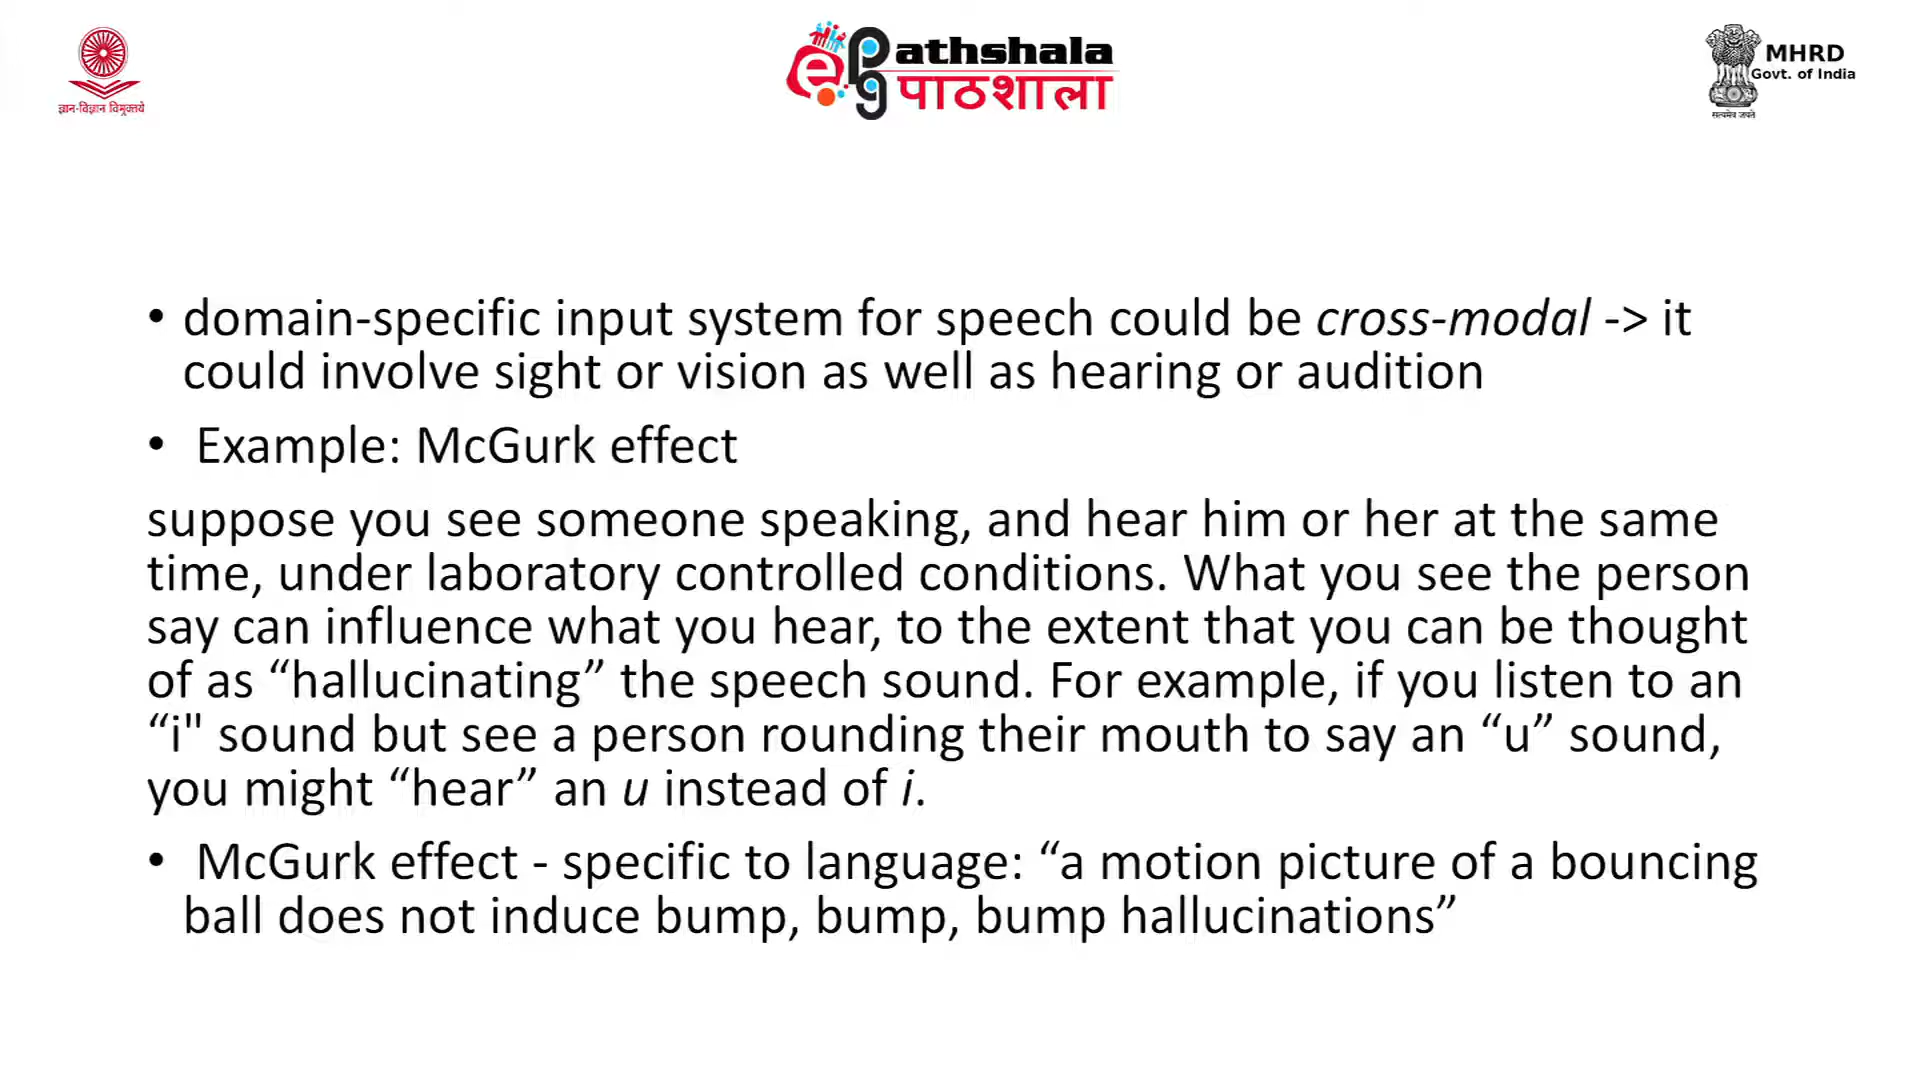 ज्ञान-विज्ञान विमुक्तये
ePgathshala
पाठशाला
MHRD
Govt. of India
सत्यमेव जयते
• domain-specific input system for speech could be cross-modal -> it
could involve sight or vision as well as hearing or audition
• Example: McGurk effect
suppose you see someone speaking, and hear him or her at the same
time, under laboratory controlled conditions. What you see the person
say can influence what you hear, to the extent that you can be thought
of as “hallucinating” the speech sound. For example, if you listen to an
“i" sound but see a person rounding their mouth to say an “u” sound,
you might “hear” an u instead of i.
• McGurk effect - specific to language: “a motion picture of a bouncing
ball does not induce bump, bump, bump hallucinations”